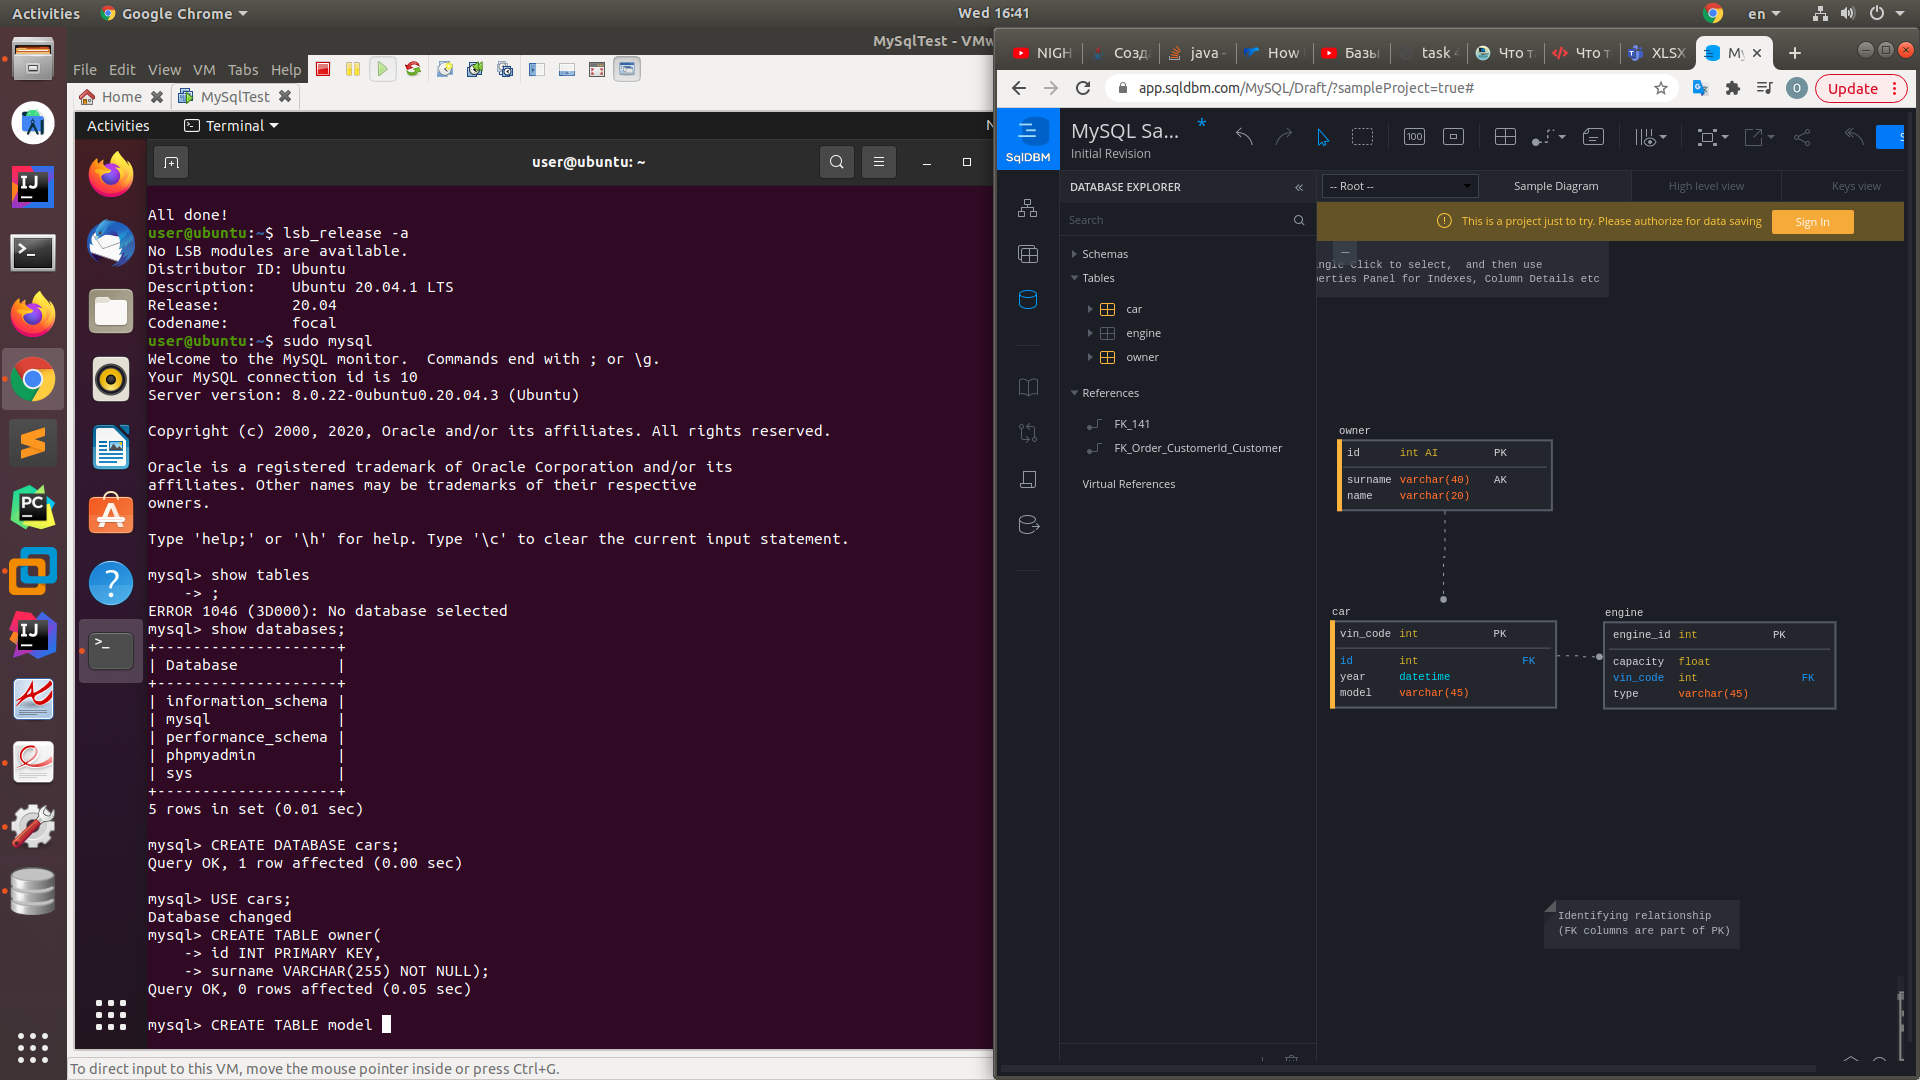 Activities
Google Chrome
Wed 16:41
en
MySqlTest - VMw
File Edit View VM Tabs Help
Home
MySqlTest
Activities
Terminal
user@ubuntu: ~
All done!
user@ubuntu:~$ lsb_release -a
No LSB modules are available.
Distributor ID: Ubuntu
Description:    Ubuntu 20.04.1 LTS
Release:        20.04
Codename:       focal
user@ubuntu:~$ sudo mysql
Welcome to the MySQL monitor.  Commands end with ; or \g.
Your MySQL connection id is 10
Server version: 8.0.22-0ubuntu0.20.04.3 (Ubuntu)
Copyright (c) 2000, 2020, Oracle and/or its affiliates. All rights reserved.
Oracle is a registered trademark of Oracle Corporation and/or its
affiliates. Other names may be trademarks of their respective
owners.
Type 'help;' or '\h' for help. Type '\c' to clear the current input statement.
mysql> show tables
    -> ;
ERROR 1046 (3D000): No database selected
mysql> show databases;
+--------------------+
| Database           |
+--------------------+
| information_schema |
| mysql              |
| performance_schema |
| phpmyadmin         |
| sys                |
+--------------------+
5 rows in set (0.01 sec)
mysql> CREATE DATABASE cars;
Query OK, 1 row affected (0.00 sec)
mysql> USE cars;
Database changed
mysql> CREATE TABLE owner(
    -> id INT PRIMARY KEY,
    -> surname VARCHAR(255) NOT NULL);
Query OK, 0 rows affected (0.05 sec)
mysql> CREATE TABLE model
To direct input to this VM, move the mouse pointer inside or press Ctrl+G.
NIGH
Созд
java -
How
Базы
task
Что т
Что т
XLSX
My
app.sqldbm.com/MySQL/Draft/?sampleProject=true#
O
Update
SqlDBM
MySQL Sa... *
Initial Revision
100
DATABASE EXPLORER «
-- Root --
Sample Diagram
High level view
Keys view
Search
This is a project just to try. Please authorize for data saving
Sign In
ingle click to select,  and then use
perties Panel for Indexes, Column Details etc
Schemas
Tables
car
engine
owner
References
FK_141
FK_Order_CustomerId_Customer
Virtual References
owner
id int AI PK
surname varchar(40) AK
name varchar(20)
car
vin_code int PK
id int FK
year datetime
model varchar(45)
engine
engine_id int PK
capacity float
vin_code int FK
type varchar(45)
Identifying relationship
(FK columns are part of PK)